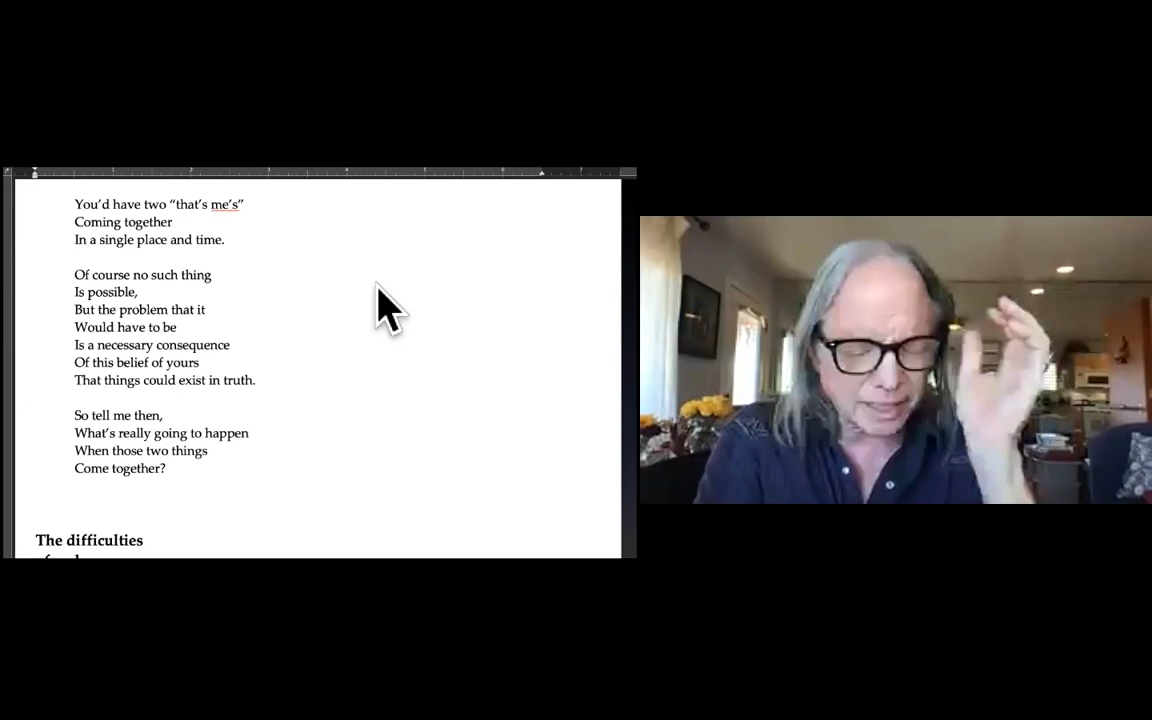 You’d have two “that’s me’s”
Coming together
In a single place and time.
Of course no such thing
Is possible,
But the problem that it
Would have to be
Is a necessary consequence
Of this belief of yours
That things could exist in truth.
So tell me then,
What’s really going to happen
When those two things
Come together?
The difficulties